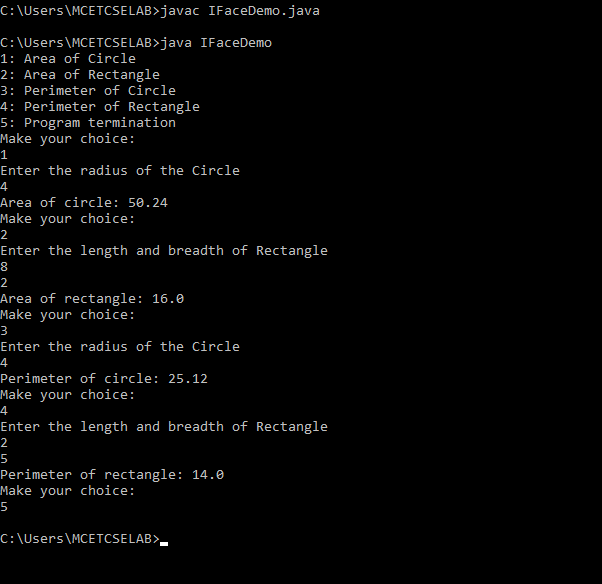 C:\Users\MCETCSELAB>javac IFaceDemo.java
C:\Users\MCETCSELAB>java IFaceDemo
1: Area of Circle
2: Area of Rectangle
3: Perimeter of Circle
4: Perimeter of Rectangle
5: Program termination
Make your choice:
1
Enter the radius of the Circle
4
Area of circle: 50.24
Make your choice:
2
Enter the length and breadth of Rectangle
8
2
Area of rectangle: 16.0
Make your choice:
3
Enter the radius of the Circle
4
Perimeter of circle: 25.12
Make your choice:
4
Enter the length and breadth of Rectangle
2
5
Perimeter of rectangle: 14.0
Make your choice:
5
C:\Users\MCETCSELAB>